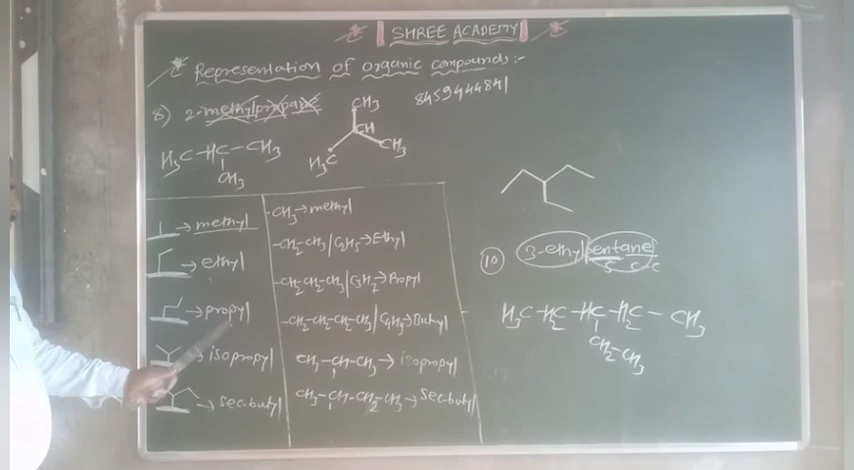 SHREE ACADEMY
* Representation of organic compounds:-
8) 2-methylpropane
8459444841
H3C-HC-CH3
CH3
CH3
CH
H3C
CH3
→ methyl
→ ethyl
→ propyl
→ isopropyl
→ sec-butyl
-CH3→methyl
-CH2-CH3/C2H5→Ethyl
-CH2-CH2-CH3/C3H7→Propyl
-CH2-CH2-CH2-CH3/C4H9→Butyl
CH3-CH-CH3→isopropyl
CH3-CH-CH2-CH3→Sec-butyl
10 3-ethylpentane
5 C-C
H3C-H2C-HC-H2C-CH3
CH2-CH3